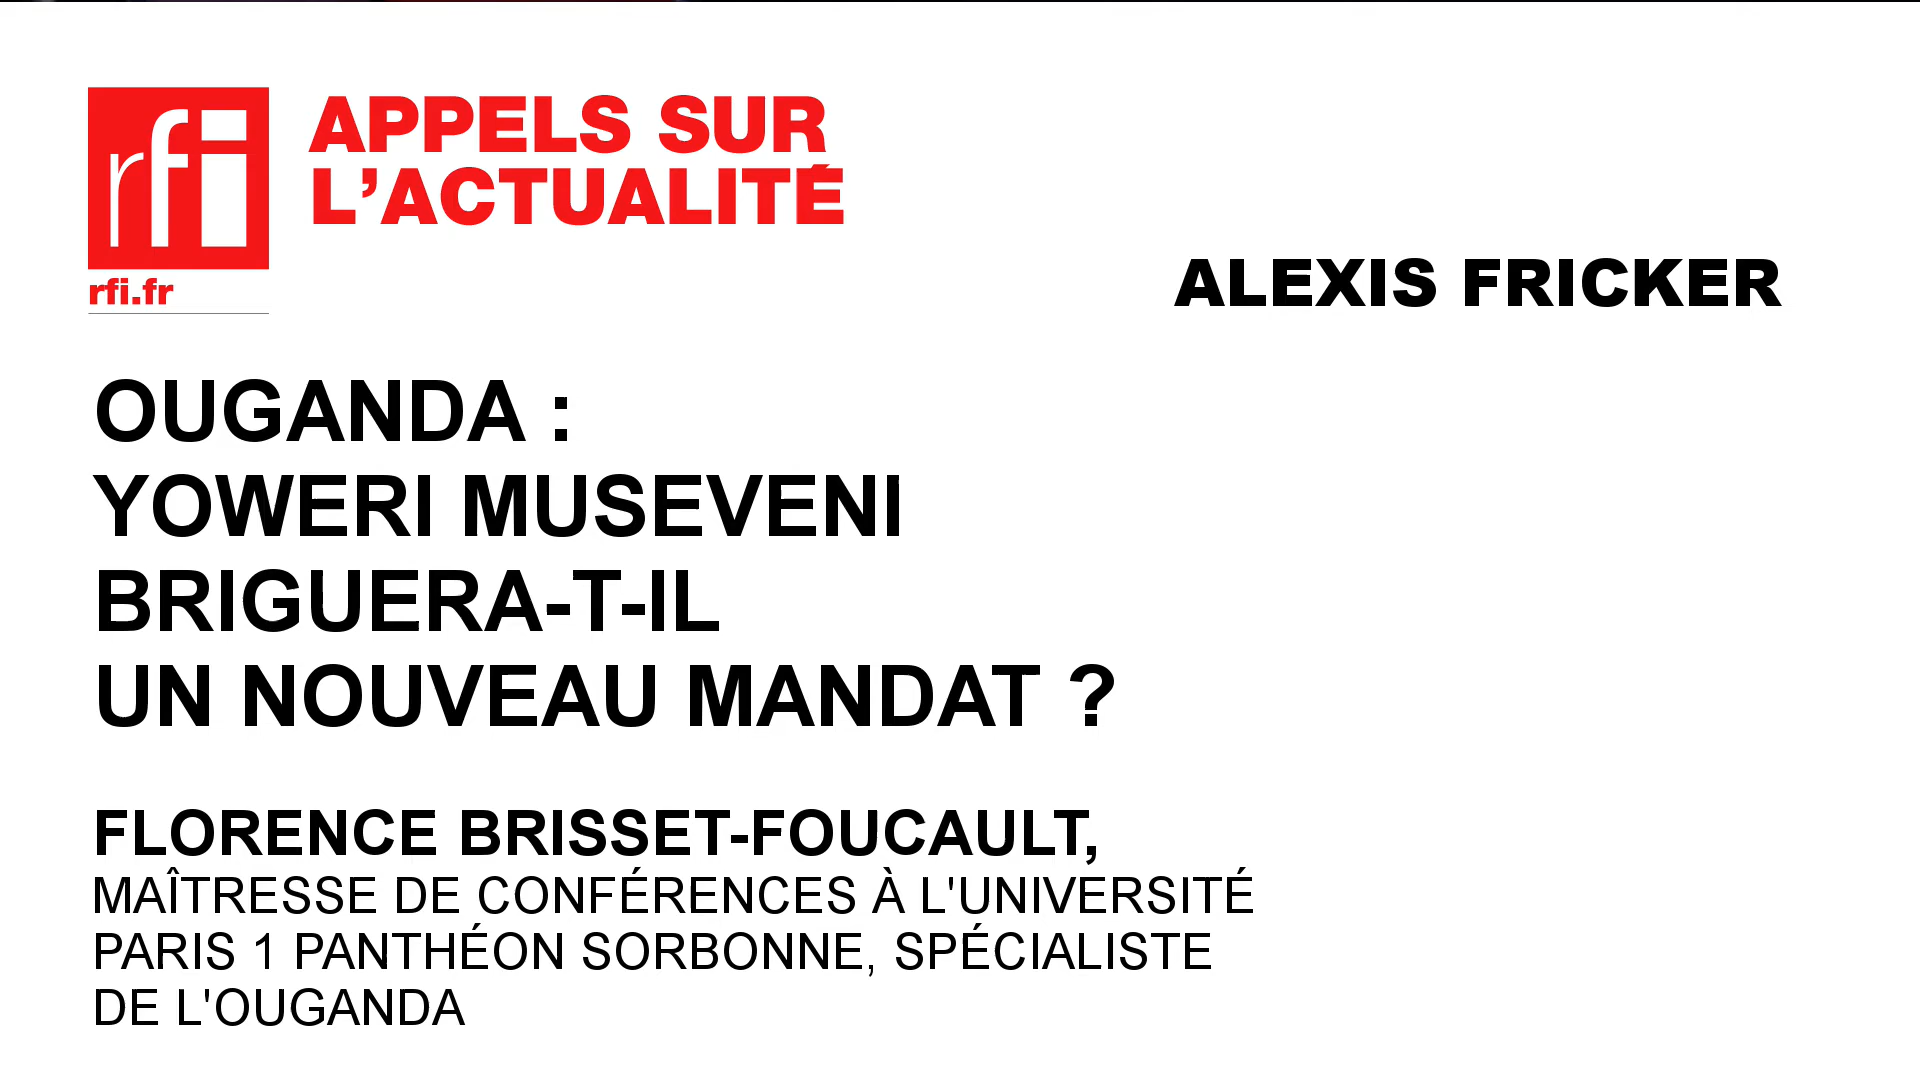 rfi
APPELS SUR
L’ACTUALITÉ
rfi.fr
ALEXIS FRICKER
OUGANDA :
YOWERI MUSEVENI
BRIGUERA-T-IL
UN NOUVEAU MANDAT ?
FLORENCE BRISSET-FOUCAULT,
MAÎTRESSE DE CONFÉRENCES À L'UNIVERSITÉ
PARIS 1 PANTHÉON SORBONNE, SPÉCIALISTE
DE L'OUGANDA